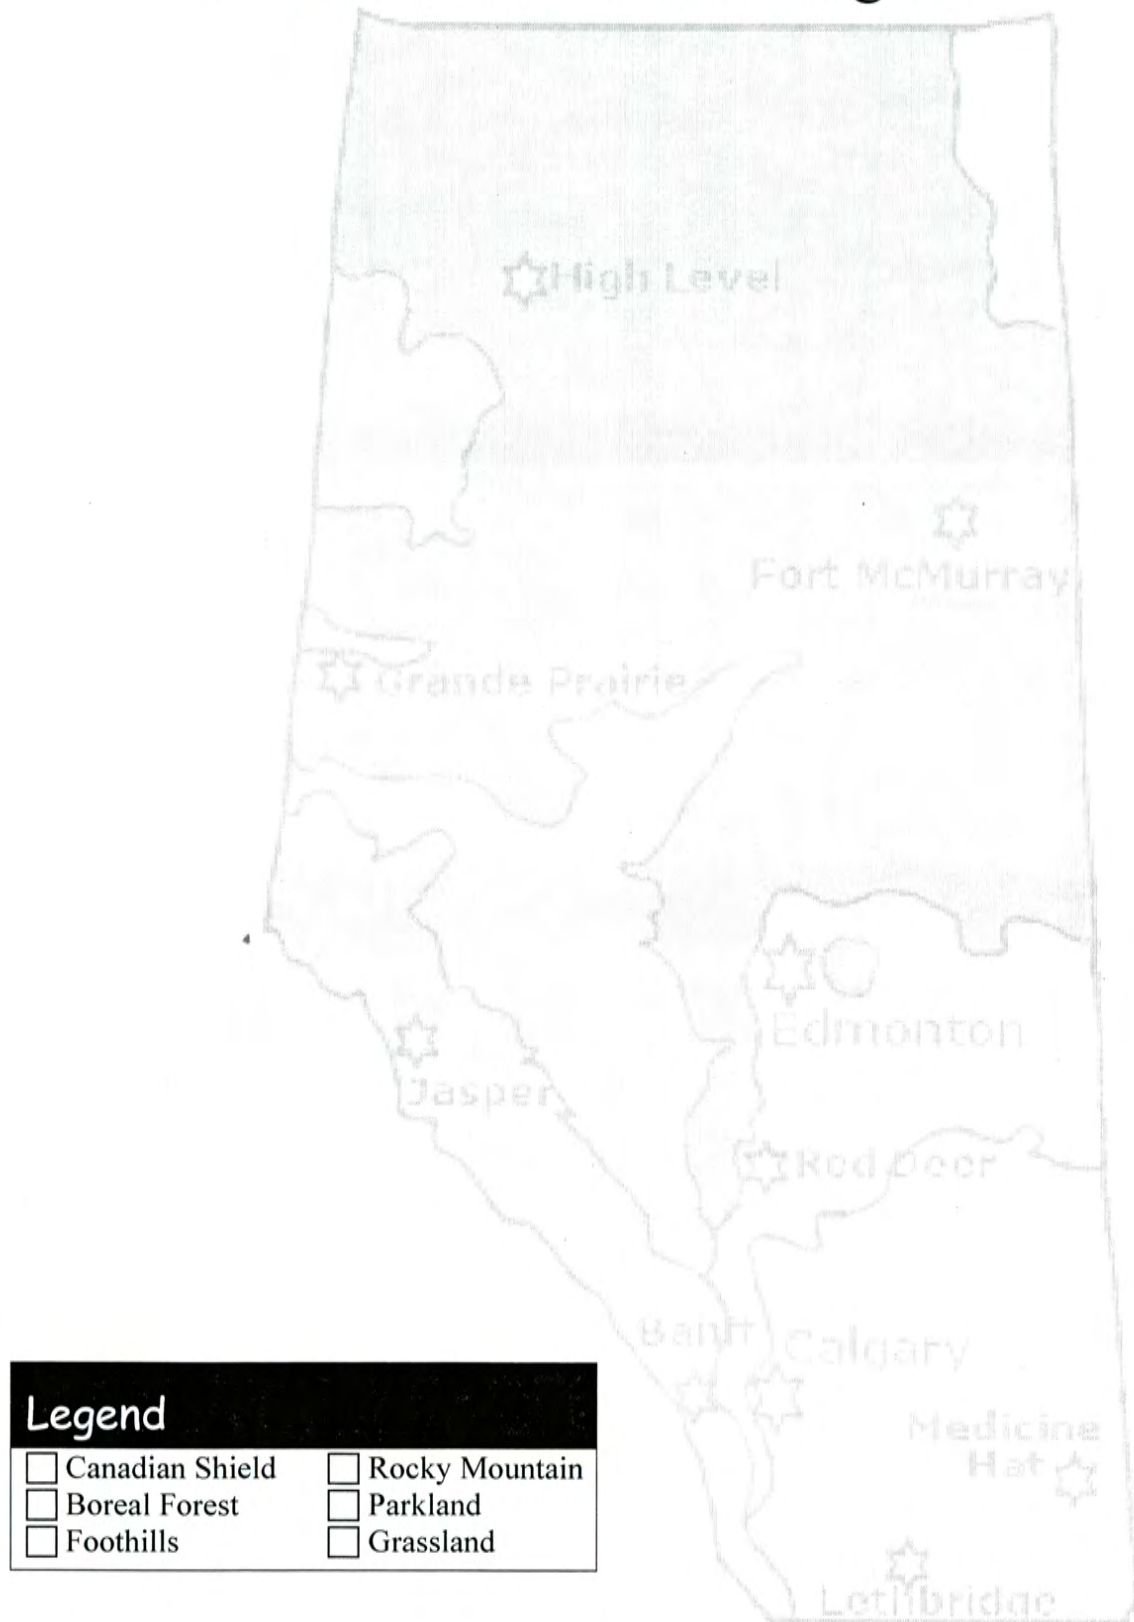 High Level
Fort McMurray
Grande Prairie
Edmonton
Jasper
Red Deer
Banff
Calgary
Medicine
Hat
Lethbridge
Legend
Canadian Shield
Rocky Mountain
Boreal Forest
Parkland
Foothills
Grassland